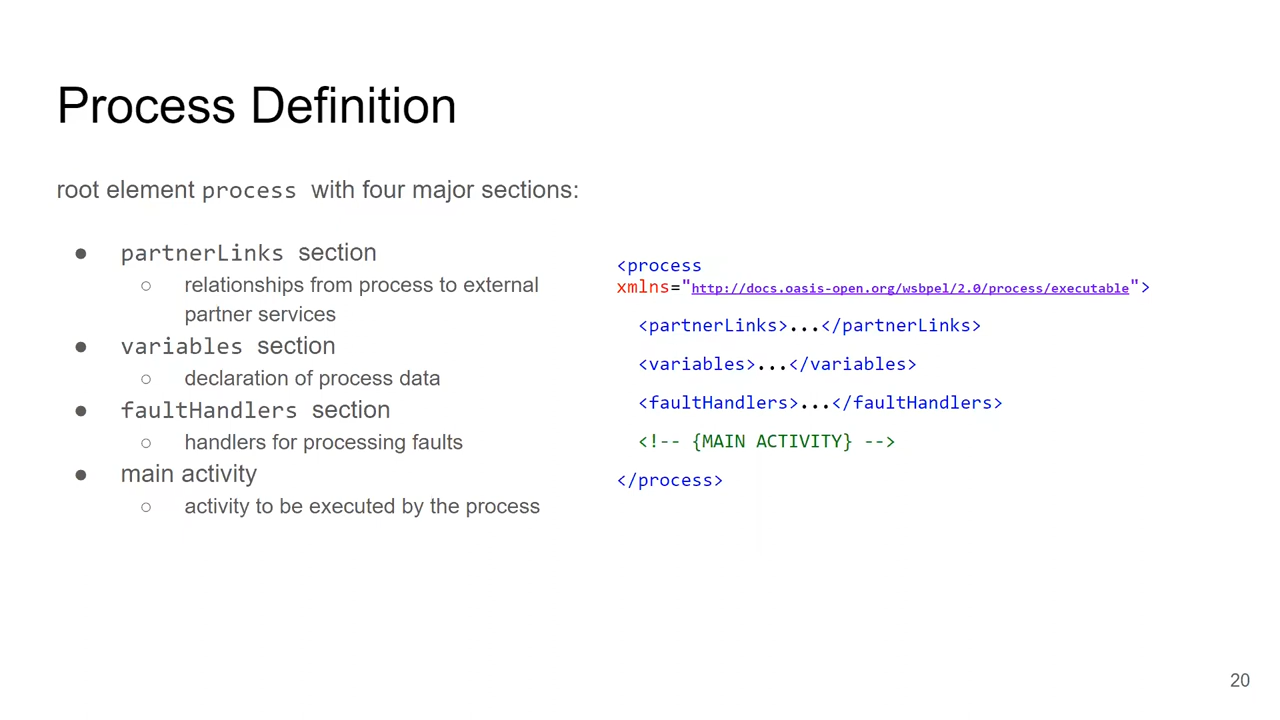 Process Definition
root element process with four major sections:
● partnerLinks section
○ relationships from process to external
partner services
● variables section
○ declaration of process data
● faultHandlers section
○ handlers for processing faults
● main activity
○ activity to be executed by the process
<process
xmlns="http://docs.oasis-open.org/wsbpel/2.0/process/executable">
<partnerLinks>...</partnerLinks>
<variables>...</variables>
<faultHandlers>...</faultHandlers>
<!-- {MAIN ACTIVITY} -->
</process>
20